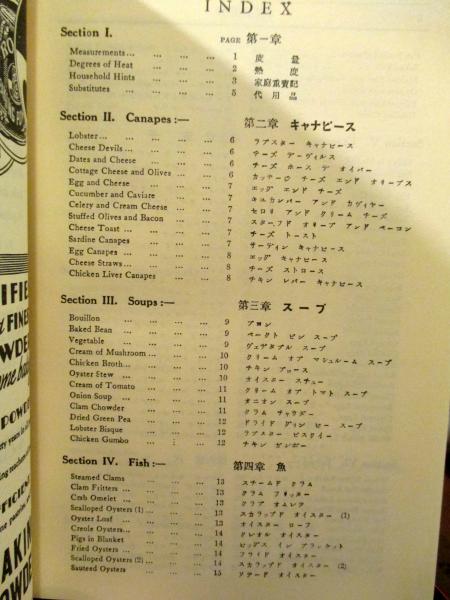 INDEX
Section I. PAGE 第一章
Measurements... ... ... ... 1 度量
Degrees of Heat ... ... ... 2 熱度
Household Hints ... ... ... 3
Substitutes ... ... ... ... 5 代用品
Section II. Canapes:— 第二章 キャナピース
Lobster... ... ... ... ... 6 ラブスター キャナピース
Cheese Devils... ... ... ... 6 チーズ デーヴィルス
Dates and Cheese ... ... ... 6
Cottage Cheese and Olives ... ... 6 カッテーヂ チーズ エンド オリーブス
Egg and Cheese ... ... ... 7 エッグ エンド チーズ
Cucumber and Caviare ... ... 7 キユカンバー アンド カヴィヤー
Celery and Cream Cheese ... ... 7 セロリ アンド クリーム チーズ
Stuffed Olives and Bacon ... ... 7 スターフド オリーブ アンド ベーコン
Cheese Toast ... ... ... ... 7 チーズ トースト
Sardine Canapes ... ... ... 7 サーディン キャナピース
Egg Canapes ... ... ... ... 8 エッグ キャナピース
Cheese Straws ... ... ... ... 8 チーズ ストロース
Chicken Liver Canapes ... ... 8 チキン レバー キャナピース
Section III. Soups:— 第三章 スープ
Bouillon ... ... ... ... 9 ブヨン
Baked Bean ... ... ... ... 9 ベークト ビン スープ
Vegetable ... ... ... ... 9 ヴェヂタブル スープ
Cream of Mushroom ... ... ... 10 クリーム オブ マシュルーム スープ
Chicken Broth... ... ... ... 10 チキン ブロース
Oyster Stew ... ... ... ... 10 オイスター スチュー
Cream of Tomato ... ... ... 11 クリーム オブ トマト スープ
Onion Soup ... ... ... ... 11 オニオン スープ
Clam Chowder ... ... ... ... 11 クラム チャウダー
Dried Green Pea ... ... ... 12 ドライド グリン ピー スープ
Lobster Bisque ... ... ... 12 ラブスター ビスクイー
Chicken Gumbo ... ... ... 12 チキン ガンボー
Section IV. Fish:— 第四章 魚
Steamed Clams ... ... ... 13 スチームド クラム
Clam Fritters ... ... ... ... 13 クラム フリッター
Crab Omelet ... ... ... ... 13 クラブ オムレツ
Scalloped Oysters (1) ... ... ... 13 スカラップド オイスター (1)
Oyster Loaf ... ... ... ... 13 オイスター ローフ
Creole Oysters ... ... ... ... 14 クレオル オイスター
Pigs in Blanket ... ... ... 14 ピッグス イン ブランケット
Fried Oysters ... ... ... ... 14 フライド オイスター
Scalloped Oysters (2) ... ... ... 14 スカラップド オイスター (2)
Sauteed Oysters ... ... ... 15 ソテード オイスター